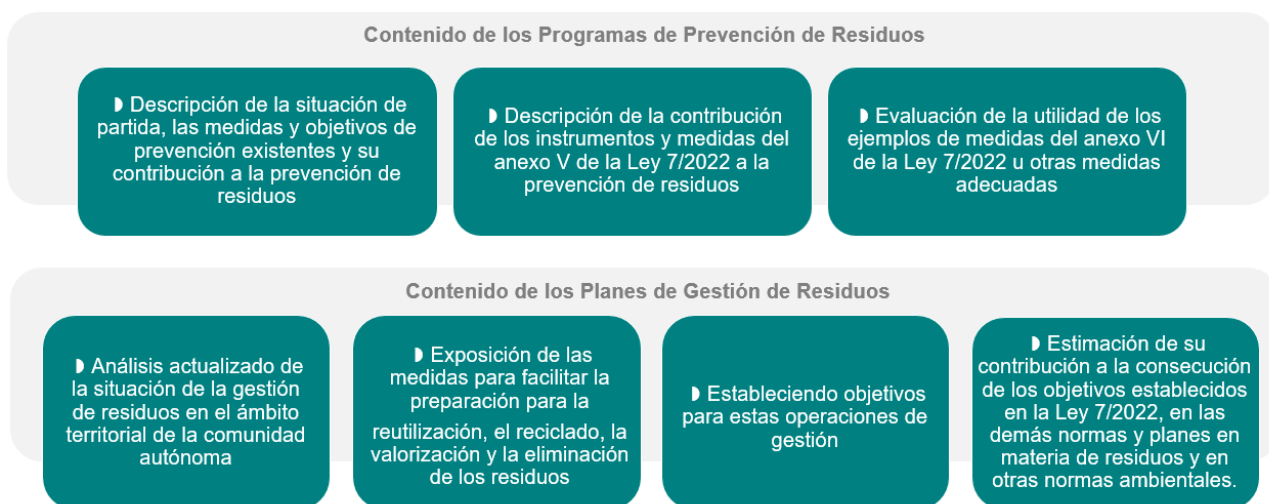 Contenido de los Programas de Prevención de Residuos
◗ Descripción de la situación de
partida, las medidas y objetivos de
prevención existentes y su
contribución a la prevención de
residuos
◗ Descripción de la contribución
de los instrumentos y medidas del
anexo V de la Ley 7/2022 a la
prevención de residuos
◗ Evaluación de la utilidad de los
ejemplos de medidas del anexo VI
de la Ley 7/2022 u otras medidas
adecuadas
Contenido de los Planes de Gestión de Residuos
◗ Análisis actualizado de
la situación de la gestión
de residuos en el ámbito
territorial de la comunidad
autónoma
◗ Exposición de las
medidas para facilitar la
preparación para la
reutilización, el reciclado, la
valorización y la eliminación
de los residuos
◗ Estableciendo objetivos
para estas operaciones de
gestión
◗ Estimación de su
contribución a la consecución
de los objetivos establecidos
en la Ley 7/2022, en las
demás normas y planes en
materia de residuos y en
otras normas ambientales.